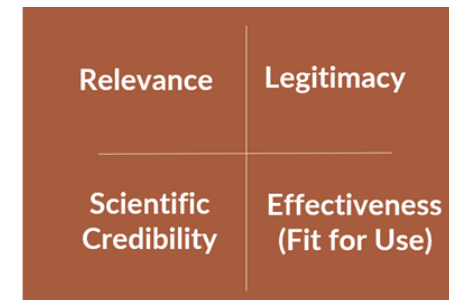 Relevance
Legitimacy
Scientific
Credibility
Effectiveness
(Fit for Use)